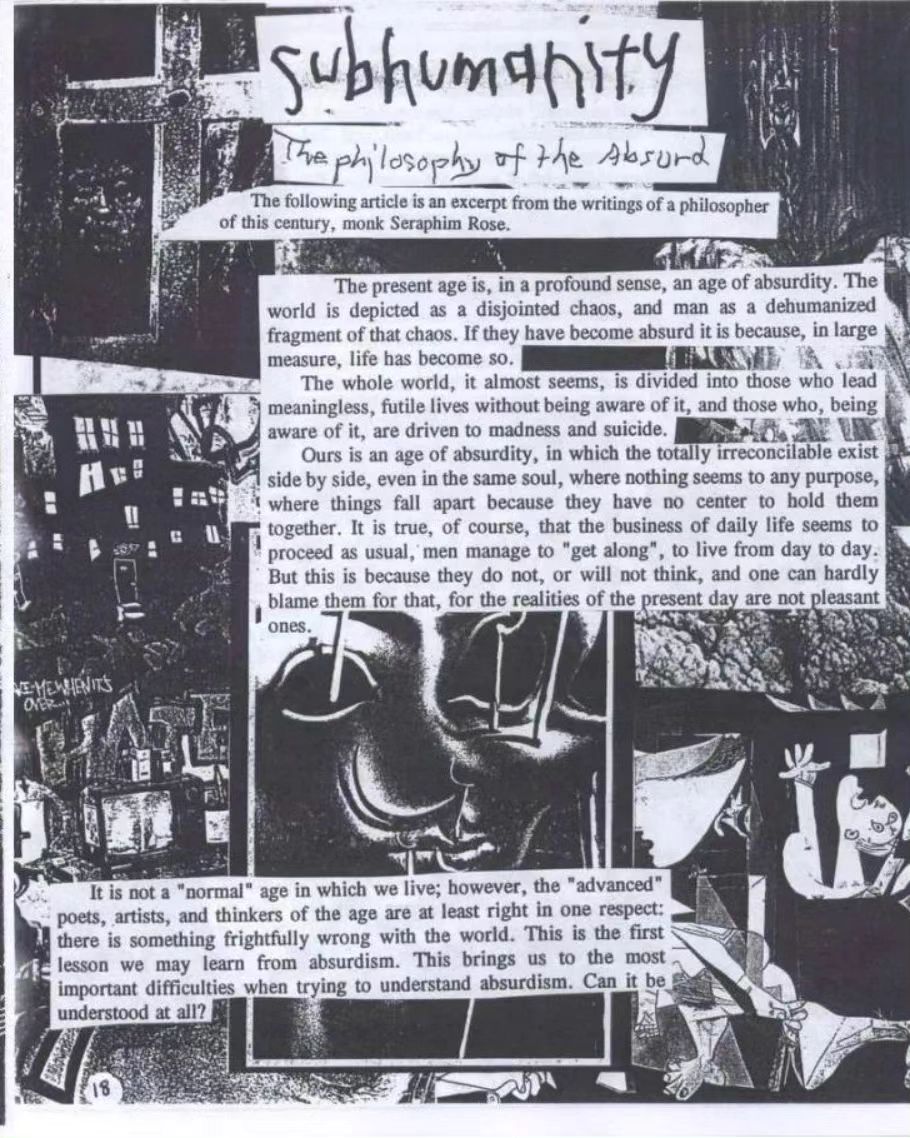 subhumanity
The philosophy of the Absurd
The following article is an excerpt from the writings of a philosopher
of this century, monk Seraphim Rose.
The present age is, in a profound sense, an age of absurdity. The
world is depicted as a disjointed chaos, and man as a dehumanized
fragment of that chaos. If they have become absurd it is because, in large
measure, life has become so.
The whole world, it almost seems, is divided into those who lead
meaningless, futile lives without being aware of it, and those who, being
aware of it, are driven to madness and suicide.
Ours is an age of absurdity, in which the totally irreconcilable exist
side by side, even in the same soul, where nothing seems to any purpose,
where things fall apart because they have no center to hold them
together. It is true, of course, that the business of daily life seems to
proceed as usual, men manage to "get along", to live from day to day.
But this is because they do not, or will not think, and one can hardly
blame them for that, for the realities of the present day are not pleasant
ones.
ME WHEN ITS
OVER...
HATE
It is not a "normal" age in which we live; however, the "advanced"
poets, artists, and thinkers of the age are at least right in one respect:
there is something frightfully wrong with the world. This is the first
lesson we may learn from absurdism. This brings us to the most
important difficulties when trying to understand absurdism. Can it be
understood at all?
18